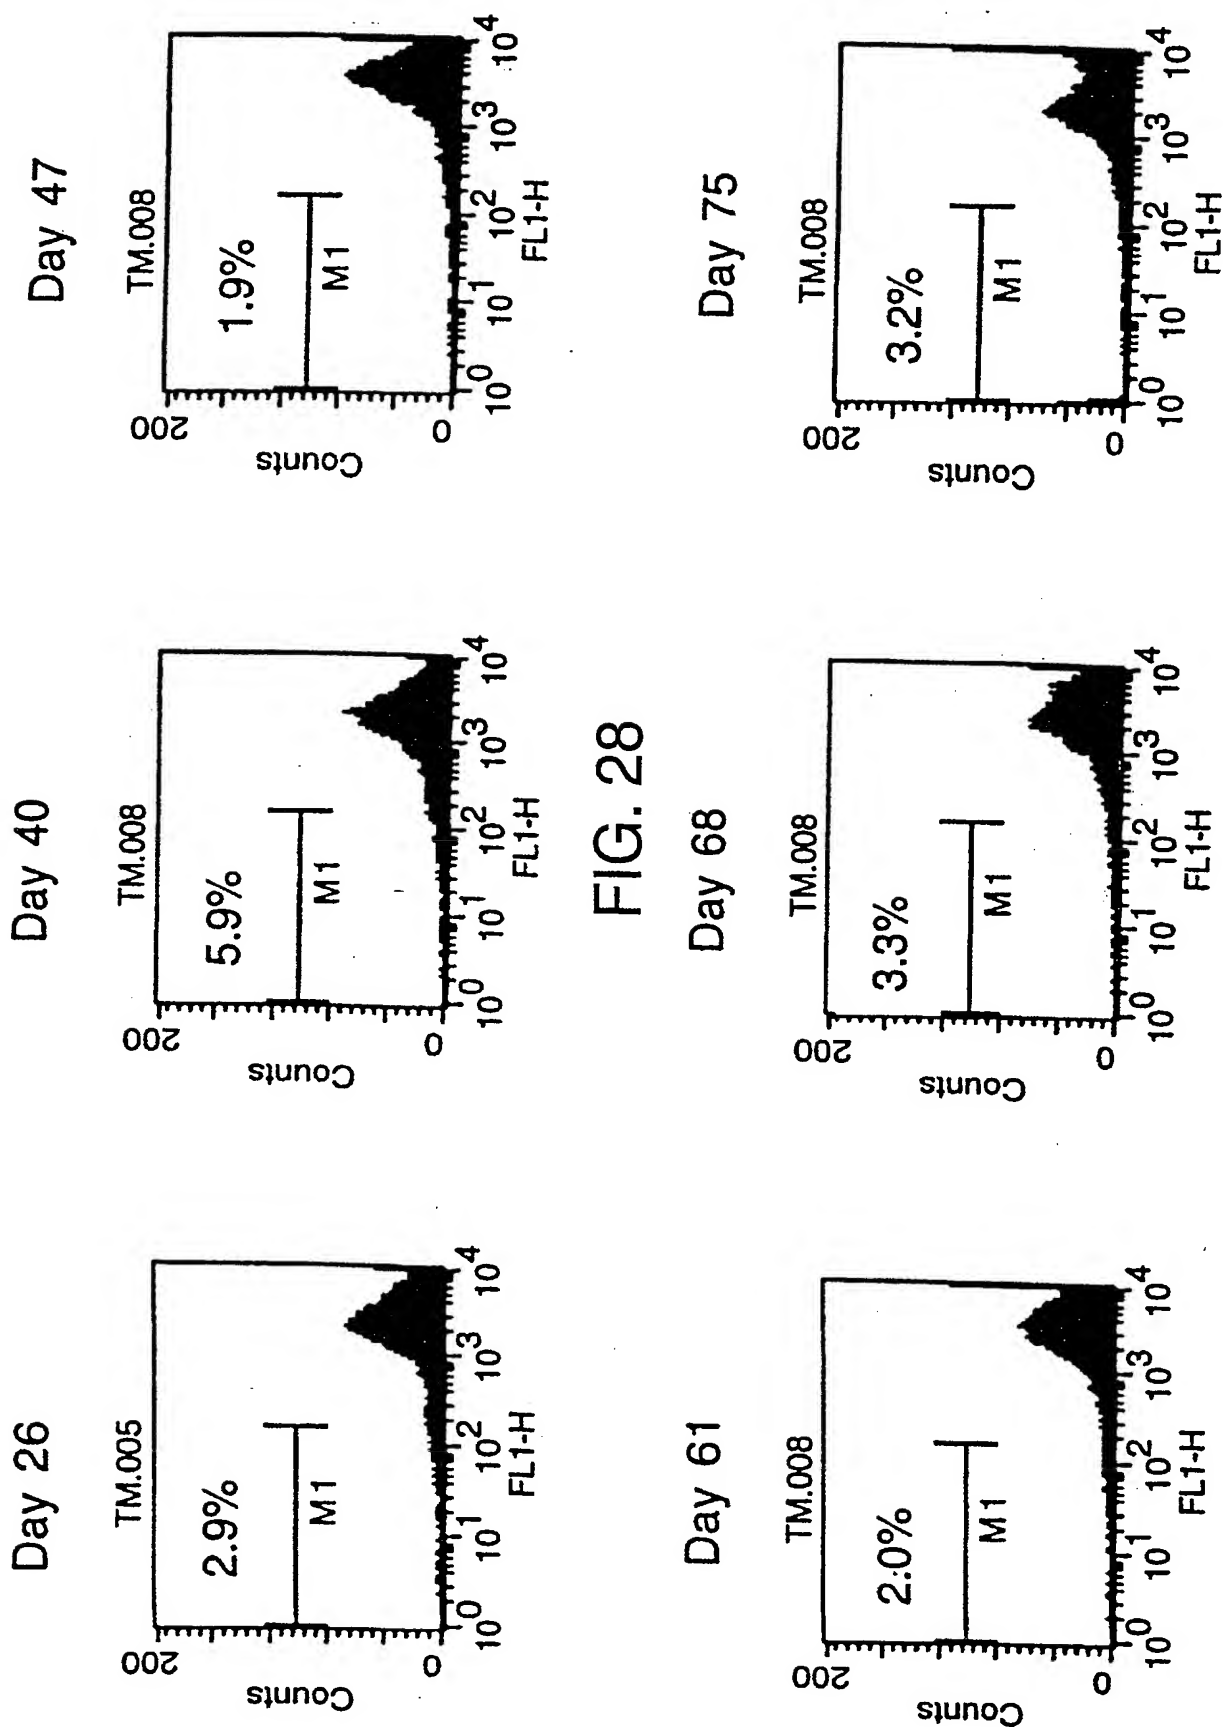 Day 26
TM.005
200
Counts
0
2.9%
M1
10^0 10^1 10^2 10^3 10^4
FL1-H
Day 40
TM.008
200
Counts
0
5.9%
M1
10^0 10^1 10^2 10^3 10^4
FL1-H
Day 47
TM.008
200
Counts
0
1.9%
M1
10^0 10^1 10^2 10^3 10^4
FL1-H
FIG. 28
Day 61
TM.008
200
Counts
0
2.0%
M1
10^0 10^1 10^2 10^3 10^4
FL1-H
Day 68
TM.008
200
Counts
0
3.3%
M1
10^0 10^1 10^2 10^3 10^4
FL1-H
Day 75
TM.008
200
Counts
0
3.2%
M1
10^0 10^1 10^2 10^3 10^4
FL1-H